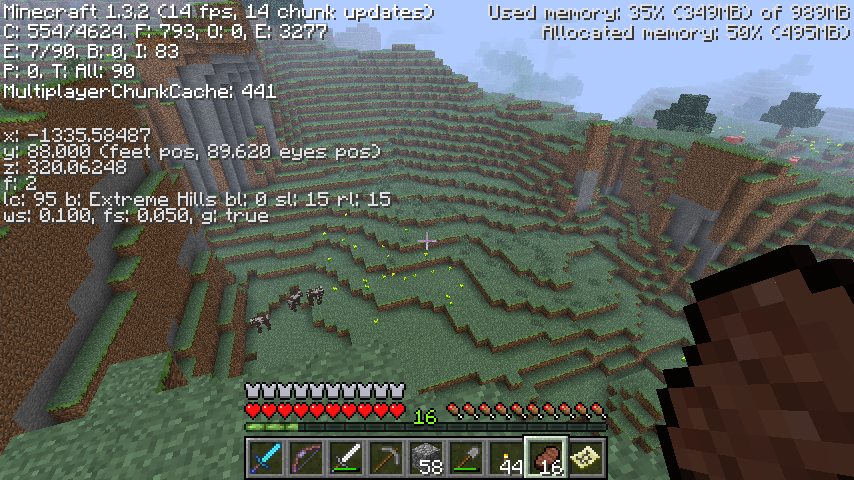 Minecraft 1.3.2 (14 fps, 14 chunk updates)
Used memory: 35% (349MB) of 989MB
C: 554/4624, F: 793, O: 0, E: 3277
Allocated memory: 50% (495MB)
E: 7/90, B: 0, I: 83
P: 0, T: All: 90
MultiplayerChunkCache: 441
x: -1335.58487
y: 88.000 (feet pos, 89.620 eyes pos)
z: 320.06248
f: 2
lc: 95 b: Extreme Hills bl: 0 sl: 15 rl: 15
ws: 0.100, fs: 0.050, g: true
16
58
44
16